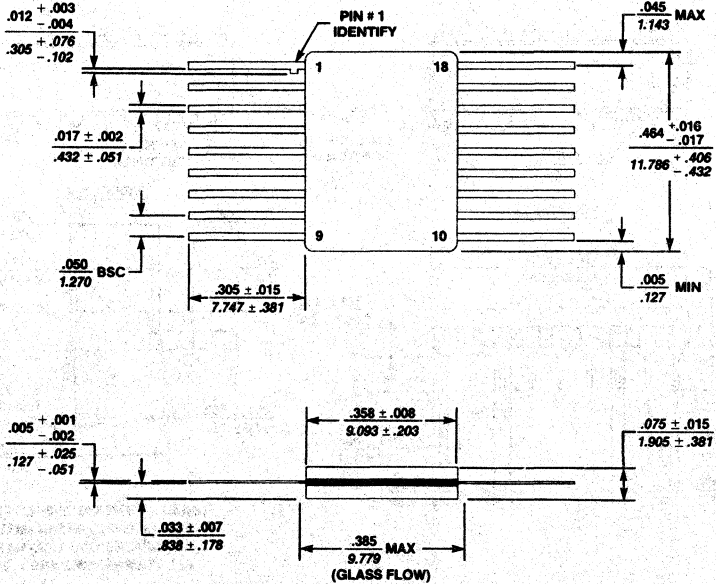 .012 + .003
- .004
.305 + .076
- .102
PIN # 1
IDENTIFY
.045 MAX
1.143
1
18
.017 ± .002
.432 ± .051
.464 +.016
- .017
11.786 + .406
- .432
9
10
.050 BSC
1.270
.305 ± .015
7.747 ± .381
.005 MIN
.127
.005 + .001
- .002
.127 + .025
- .051
.358 ± .008
9.093 ± .203
.075 ± .015
1.905 ± .381
.033 ± .007
.838 ± .178
.385 MAX
9.779
(GLASS FLOW)